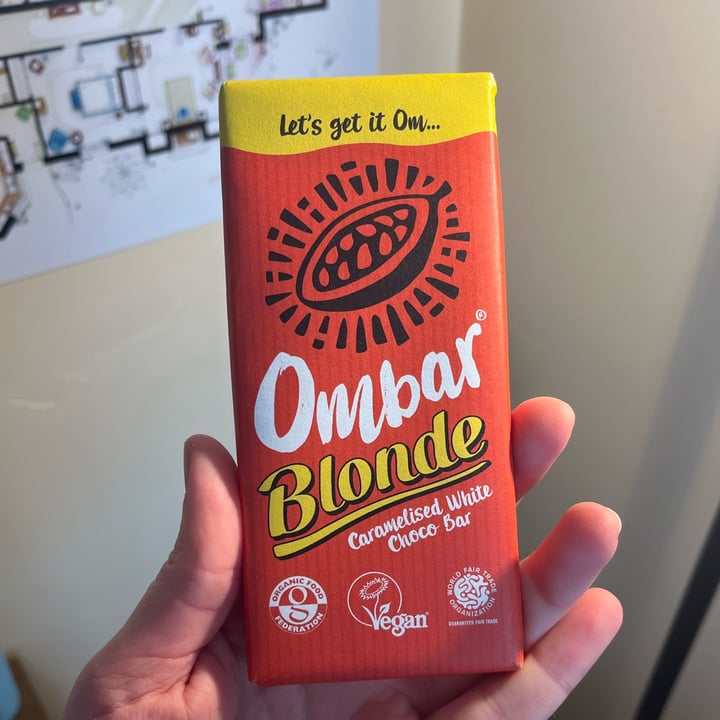 Let's get it Om...
Ombar®
Blonde
Caramelised White
Choco Bar
ORGANIC FOOD
FEDERATION
Vegan
WORLD FAIR TRADE
ORGANIZATION
GUARANTEED FAIR TRADE